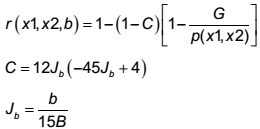 r(x1,x2,b)=1-(1-C)[1-G/p(x1,x2)]
C=12J_b(-45J_b+4)
J_b=b/15B